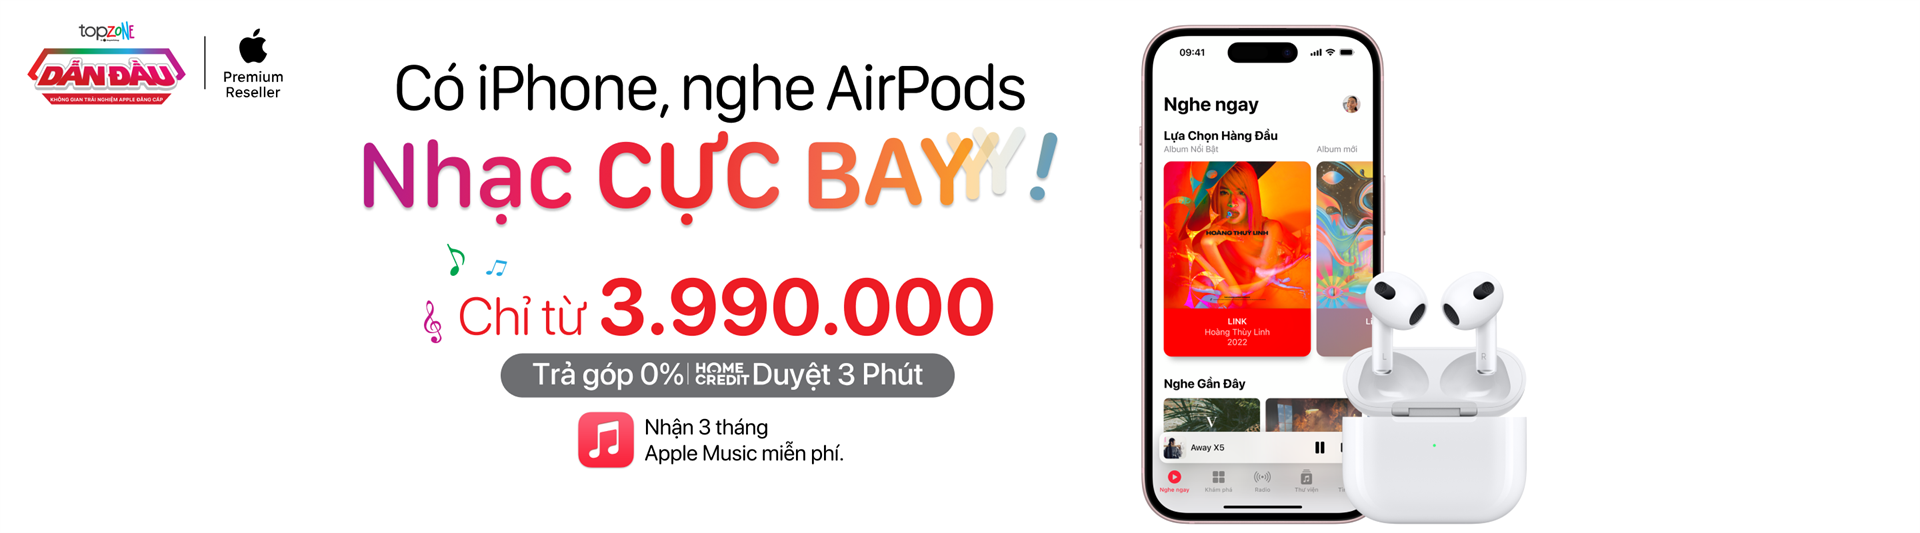 topzone
DẪN ĐẦU
KHÔNG GIAN TRẢI NGHIỆM APPLE ĐẲNG CẤP
Premium
Reseller
Có iPhone, nghe AirPods
Nhạc CỰC BAYYYY!
Chỉ từ 3.990.000
Trả góp 0% | HOME CREDIT Duyệt 3 Phút
Nhận 3 tháng
Apple Music miễn phí.
09:41
Nghe ngay
Lựa Chọn Hàng Đầu
Album Nổi Bật
Album mới
HOÀNG THUỲ LINH
LINK
Hoàng Thùy Linh
2022
Nghe Gần Đây
V
Away X5
Nghe ngay
Khám phá
Radio
Thư viện
L
R